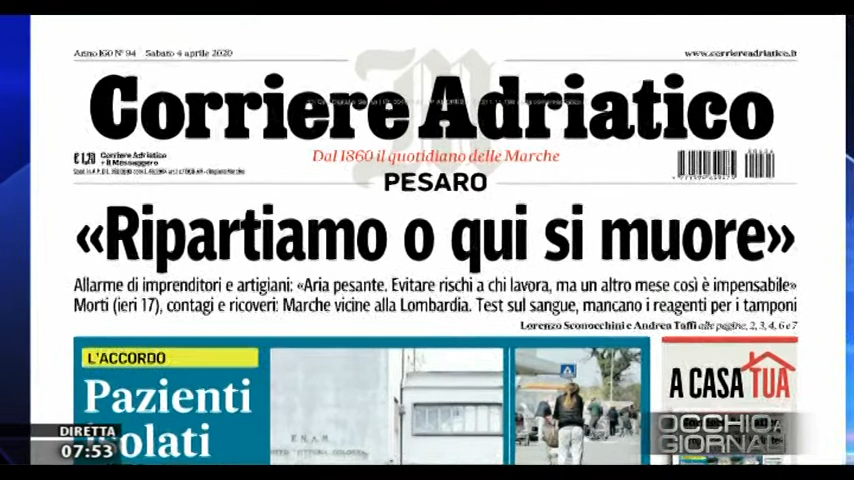 Anno 160 N° 94 Sabato 4 aprile 2020
www.corriereadriatico.it
Corriere Adriatico
€ 1,20 Corriere Adriatico
+ Il Messaggero
Dal 1860 il quotidiano delle Marche
PESARO
«Ripartiamo o qui si muore»
Allarme di imprenditori e artigiani: «Aria pesante. Evitare rischi a chi lavora, ma un altro mese così è impensabile»
Morti (ieri 17), contagi e ricoveri: Marche vicine alla Lombardia. Test sul sangue, mancano i reagenti per i tamponi
Lorenzo Sconocchini e Andrea Taffi alle pagine, 2, 3, 4, 6 e 7
L'ACCORDO
Pazienti
isolati
A CASA TUA
E.N.A.M.
DIRETTA
07:53
OCCHIO
GIORNALI